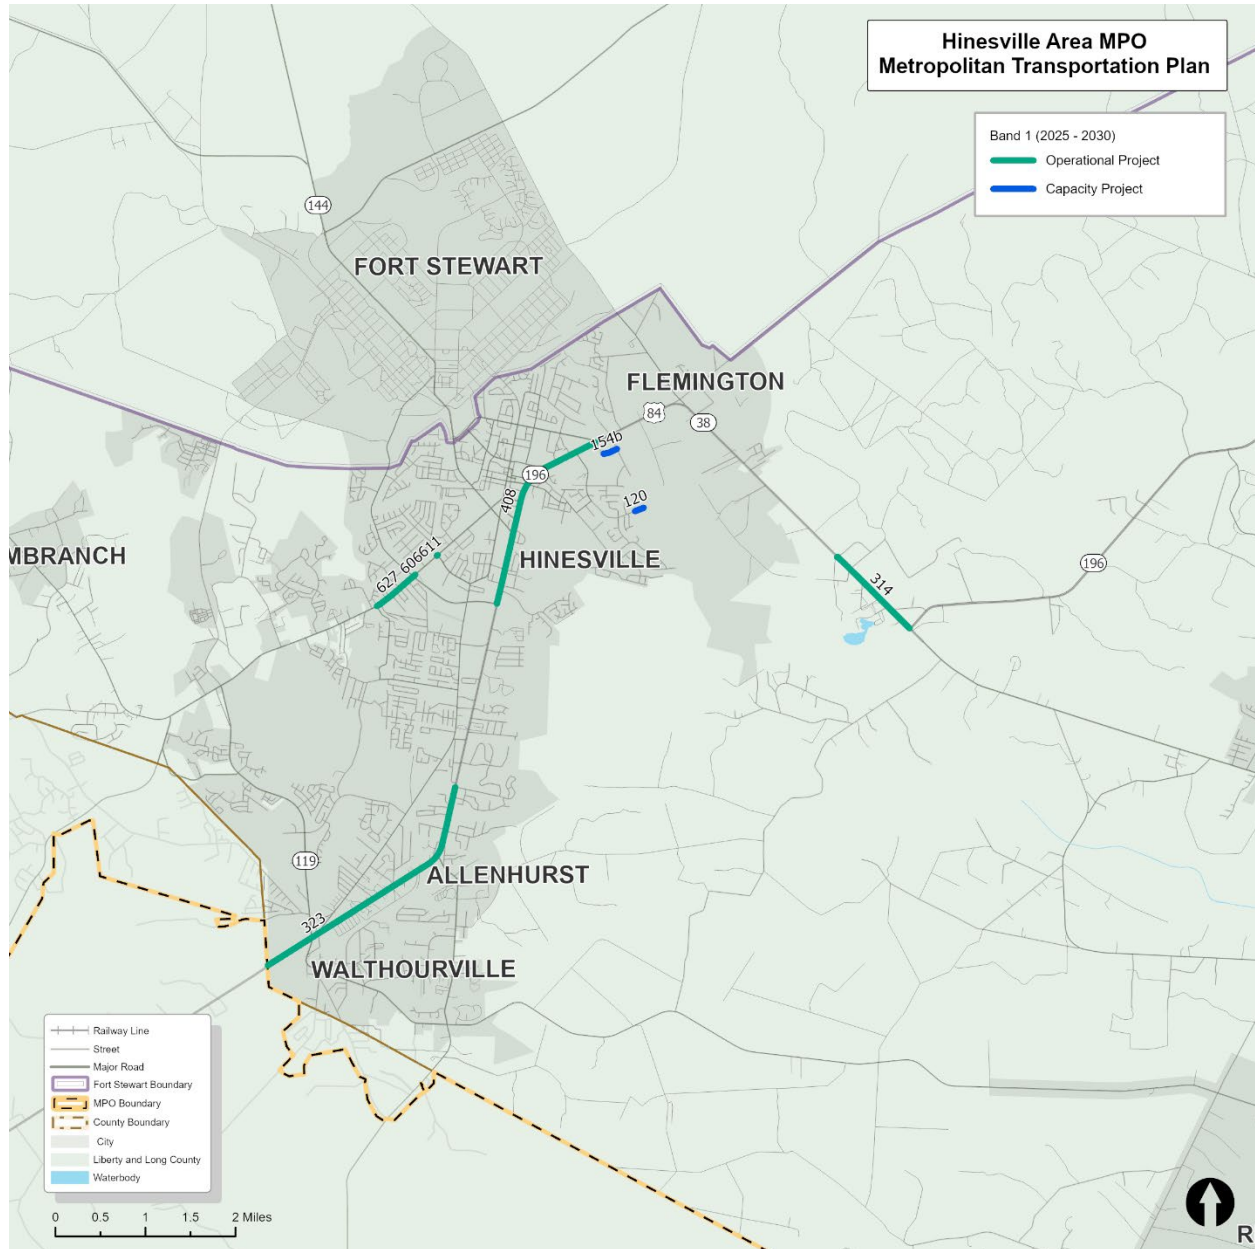 Hinesville Area MPO
Metropolitan Transportation Plan
Band 1 (2025 - 2030)
Operational Project
Capacity Project
144
FORT STEWART
FLEMINGTON
84
38
154b
196
408
120
HINESVILLE
MBRANCH
627 606611
314
196
119
ALLENHURST
323
WALTHOURVILLE
Railway Line
Street
Major Road
Fort Stewart Boundary
MPO Boundary
County Boundary
City
Liberty and Long County
Waterbody
0 0.5 1 1.5 2 Miles
R